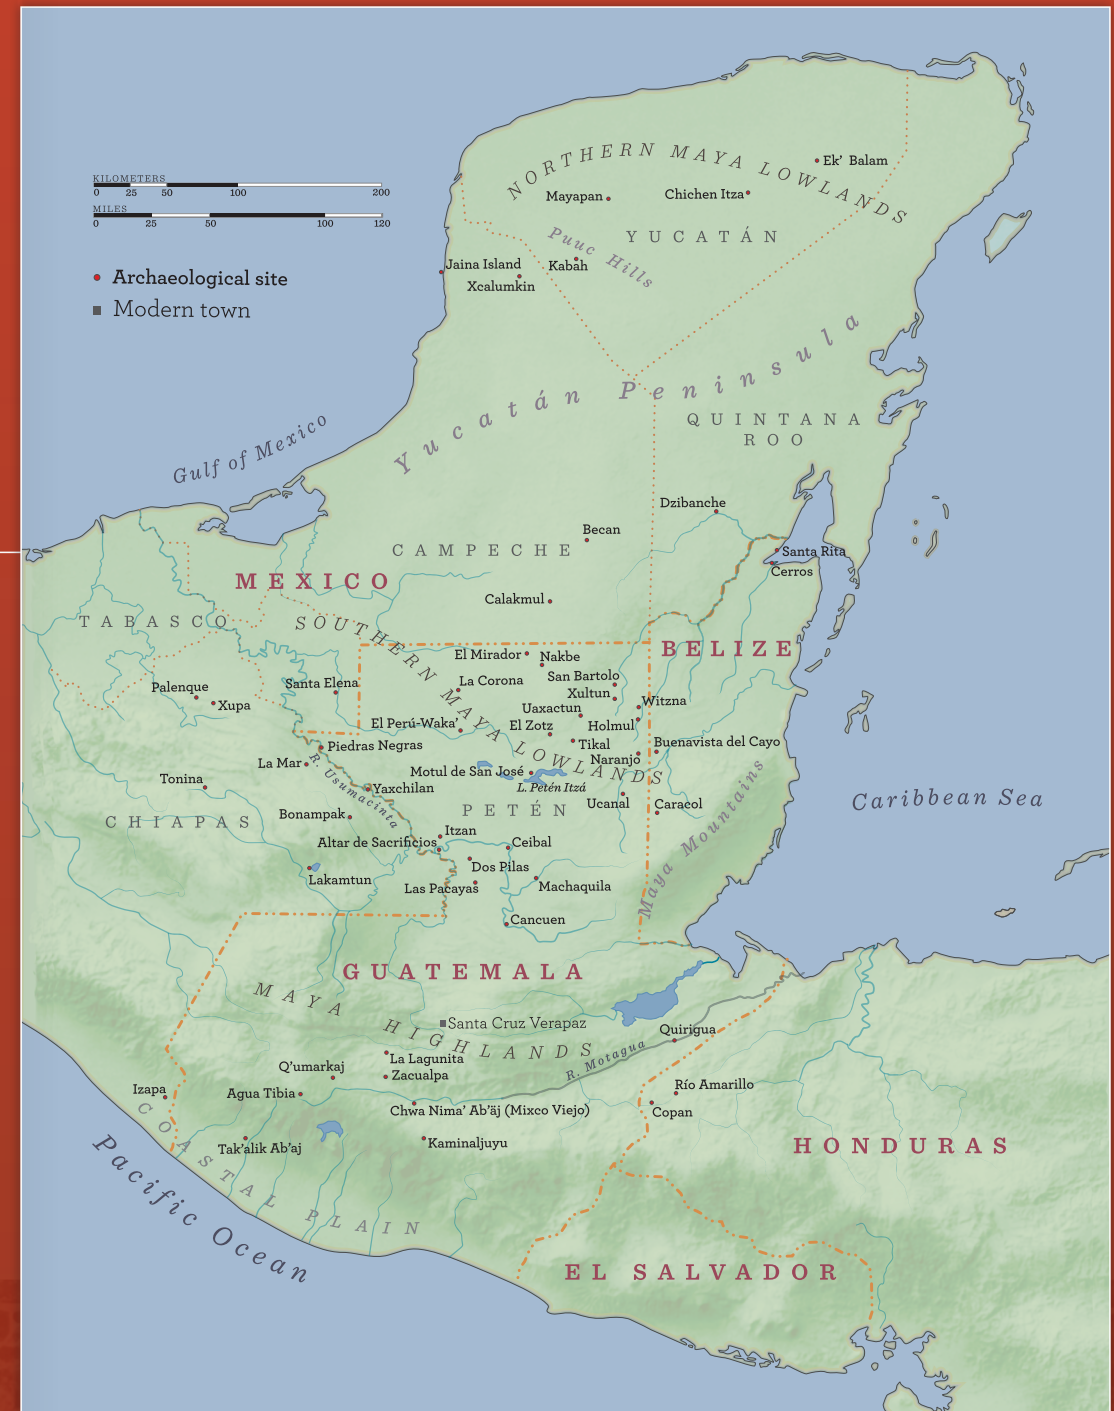 KILOMETERS
0 25 50 100 200
MILES
0 25 50 100 120
Archaeological site
Modern town
NORTHERN MAYA LOWLANDS
Ek’ Balam
Mayapan
Chichen Itza
YUCATÁN
Puuc Hills
Jaina Island
Kabah
Xcalumkin
Yucatán Peninsula
QUINTANA
ROO
Gulf of Mexico
Dzibanche
Becan
CAMPECHE
Santa Rita
Cerros
MEXICO
Calakmul
TABASCO
SOUTHERN MAYA LOWLANDS
BELIZE
El Mirador
Nakbe
La Corona
San Bartolo
Xultun
Santa Elena
Palenque
Xupa
Uaxactun
Witzna
El Perú-Waka’
El Zotz
Holmul
Tikal
Buenavista del Cayo
Piedras Negras
Naranjo
La Mar
R. Usumacinta
Motul de San José
L. Petén Itzá
Tonina
Yaxchilan
Ucanal
Caracol
Caribbean Sea
PETÉN
Maya Mountains
Bonampak
CHIAPAS
Itzan
Altar de Sacrificios
Ceibal
Dos Pilas
Lakamtun
Las Pacayas
Machaquila
Cancuen
GUATEMALA
MAYA HIGHLANDS
Santa Cruz Verapaz
Quirigua
R. Motagua
La Lagunita
Q’umarkaj
Zacualpa
Izapa
Agua Tibia
Río Amarillo
Chwa Nima’ Ab’äj (Mixco Viejo)
Copan
COASTAL PLAIN
Tak’alik Ab’aj
Kaminaljuyu
HONDURAS
Pacific Ocean
EL SALVADOR